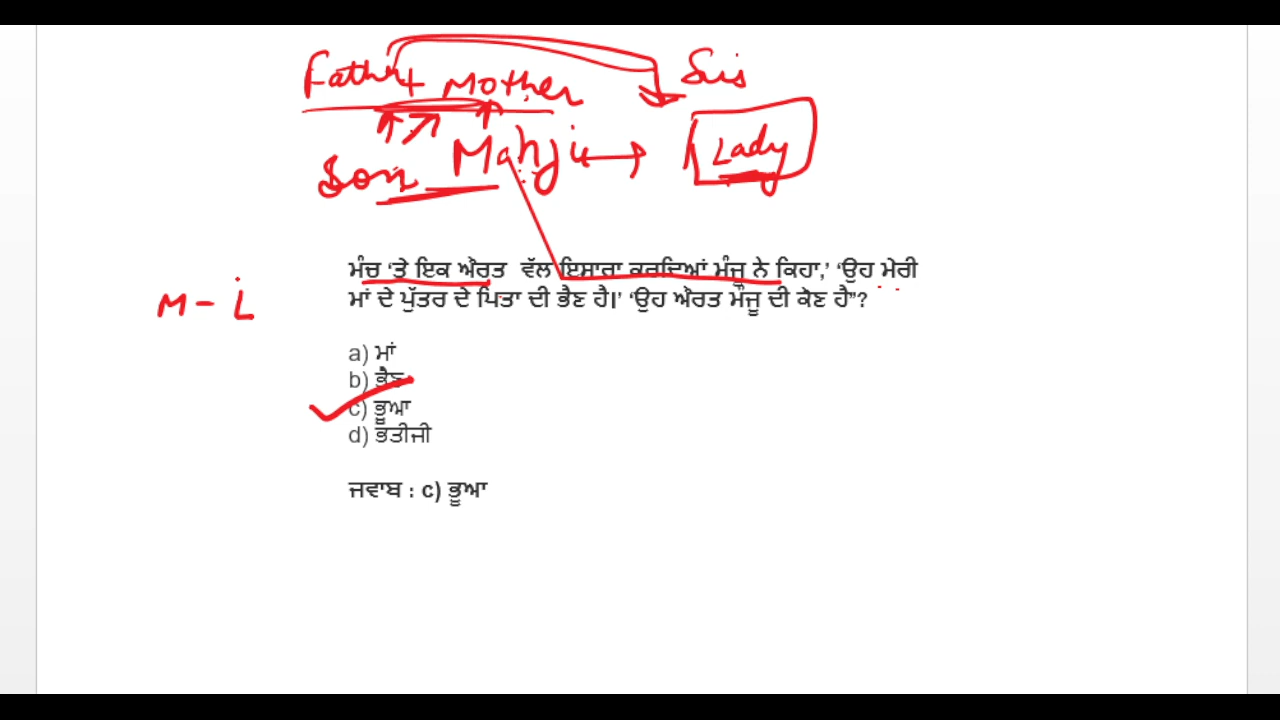 Father + Mother Sis
Son Manju → Lady
ਮੰਚ ‘ਤੇ ਇਕ ਔਰਤ ਵੱਲ ਇਸ਼ਾਰਾ ਕਰਦਿਆਂ ਮੰਜੂ ਨੇ ਕਿਹਾ,’ ‘ਉਹ ਮੇਰੀ
M - L ਮਾਂ ਦੇ ਪੁੱਤਰ ਦੇ ਪਿਤਾ ਦੀ ਭੈਣ ਹੈ।’ ‘ਉਹ ਔਰਤ ਮੰਜੂ ਦੀ ਕੌਣ ਹੈ”?
a) ਮਾਂ
b) ਭੈਣ
c) ਭੂਆ
d) ਭਤੀਜੀ
ਜਵਾਬ : c) ਭੂਆ